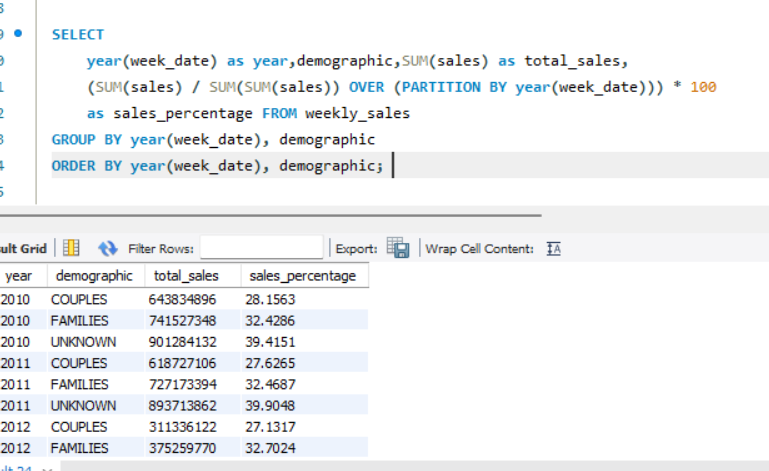 SELECT
year(week_date) as year,demographic,SUM(sales) as total_sales,
(SUM(sales) / SUM(SUM(sales)) OVER (PARTITION BY year(week_date))) * 100
as sales_percentage FROM weekly_sales
GROUP BY year(week_date), demographic
ORDER BY year(week_date), demographic;
ult Grid Filter Rows: Export: Wrap Cell Content:
year demographic total_sales sales_percentage
2010 COUPLES 643834896 28.1563
2010 FAMILIES 741527348 32.4286
2010 UNKNOWN 901284132 39.4151
2011 COUPLES 618727106 27.6265
2011 FAMILIES 727173394 32.4687
2011 UNKNOWN 893713862 39.9048
2012 COUPLES 311336122 27.1317
2012 FAMILIES 375259770 32.7024